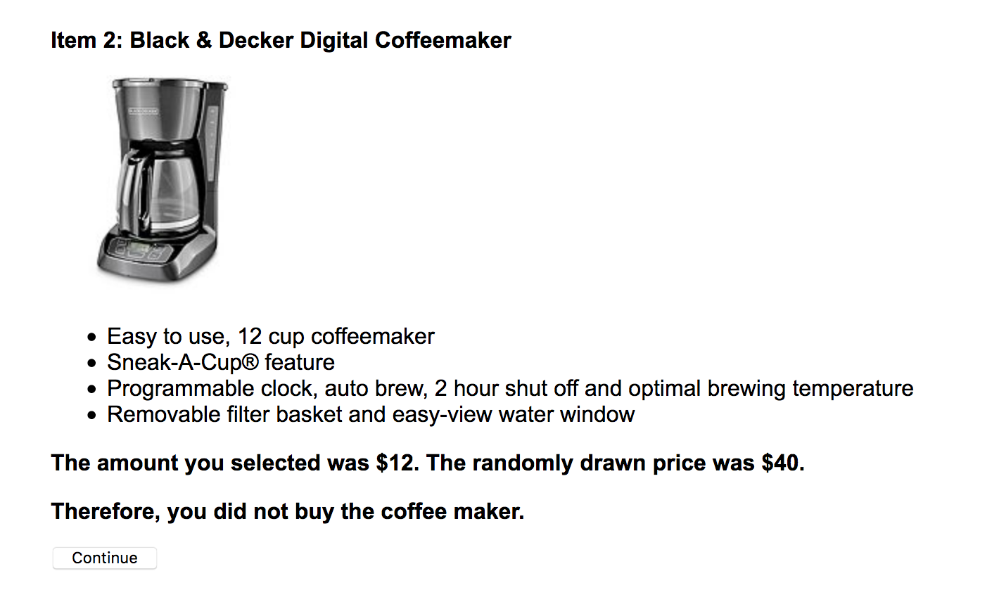 Item 2: Black & Decker Digital Coffeemaker
• Easy to use, 12 cup coffeemaker
• Sneak-A-Cup® feature
• Programmable clock, auto brew, 2 hour shut off and optimal brewing temperature
• Removable filter basket and easy-view water window
The amount you selected was $12. The randomly drawn price was $40.
Therefore, you did not buy the coffee maker.
Continue